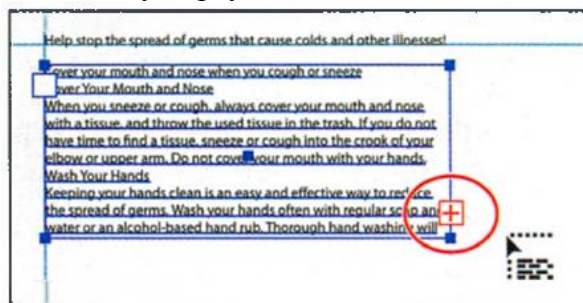 Help stop the spread of germs that cause colds and other illnesses!
Cover your mouth and nose when you cough or sneeze
Cover Your Mouth and Nose
When you sneeze or cough, always cover your mouth and nose
with a tissue, and throw the used tissue in the trash. If you do not
have time to find a tissue, sneeze or cough into the crook of your
elbow or upper arm. Do not cover your mouth with your hands.
Wash Your Hands
Keeping your hands clean is an easy and effective way to reduce
the spread of germs. Wash your hands often with regular soap and
water or an alcohol-based hand rub. Thorough hand washing will